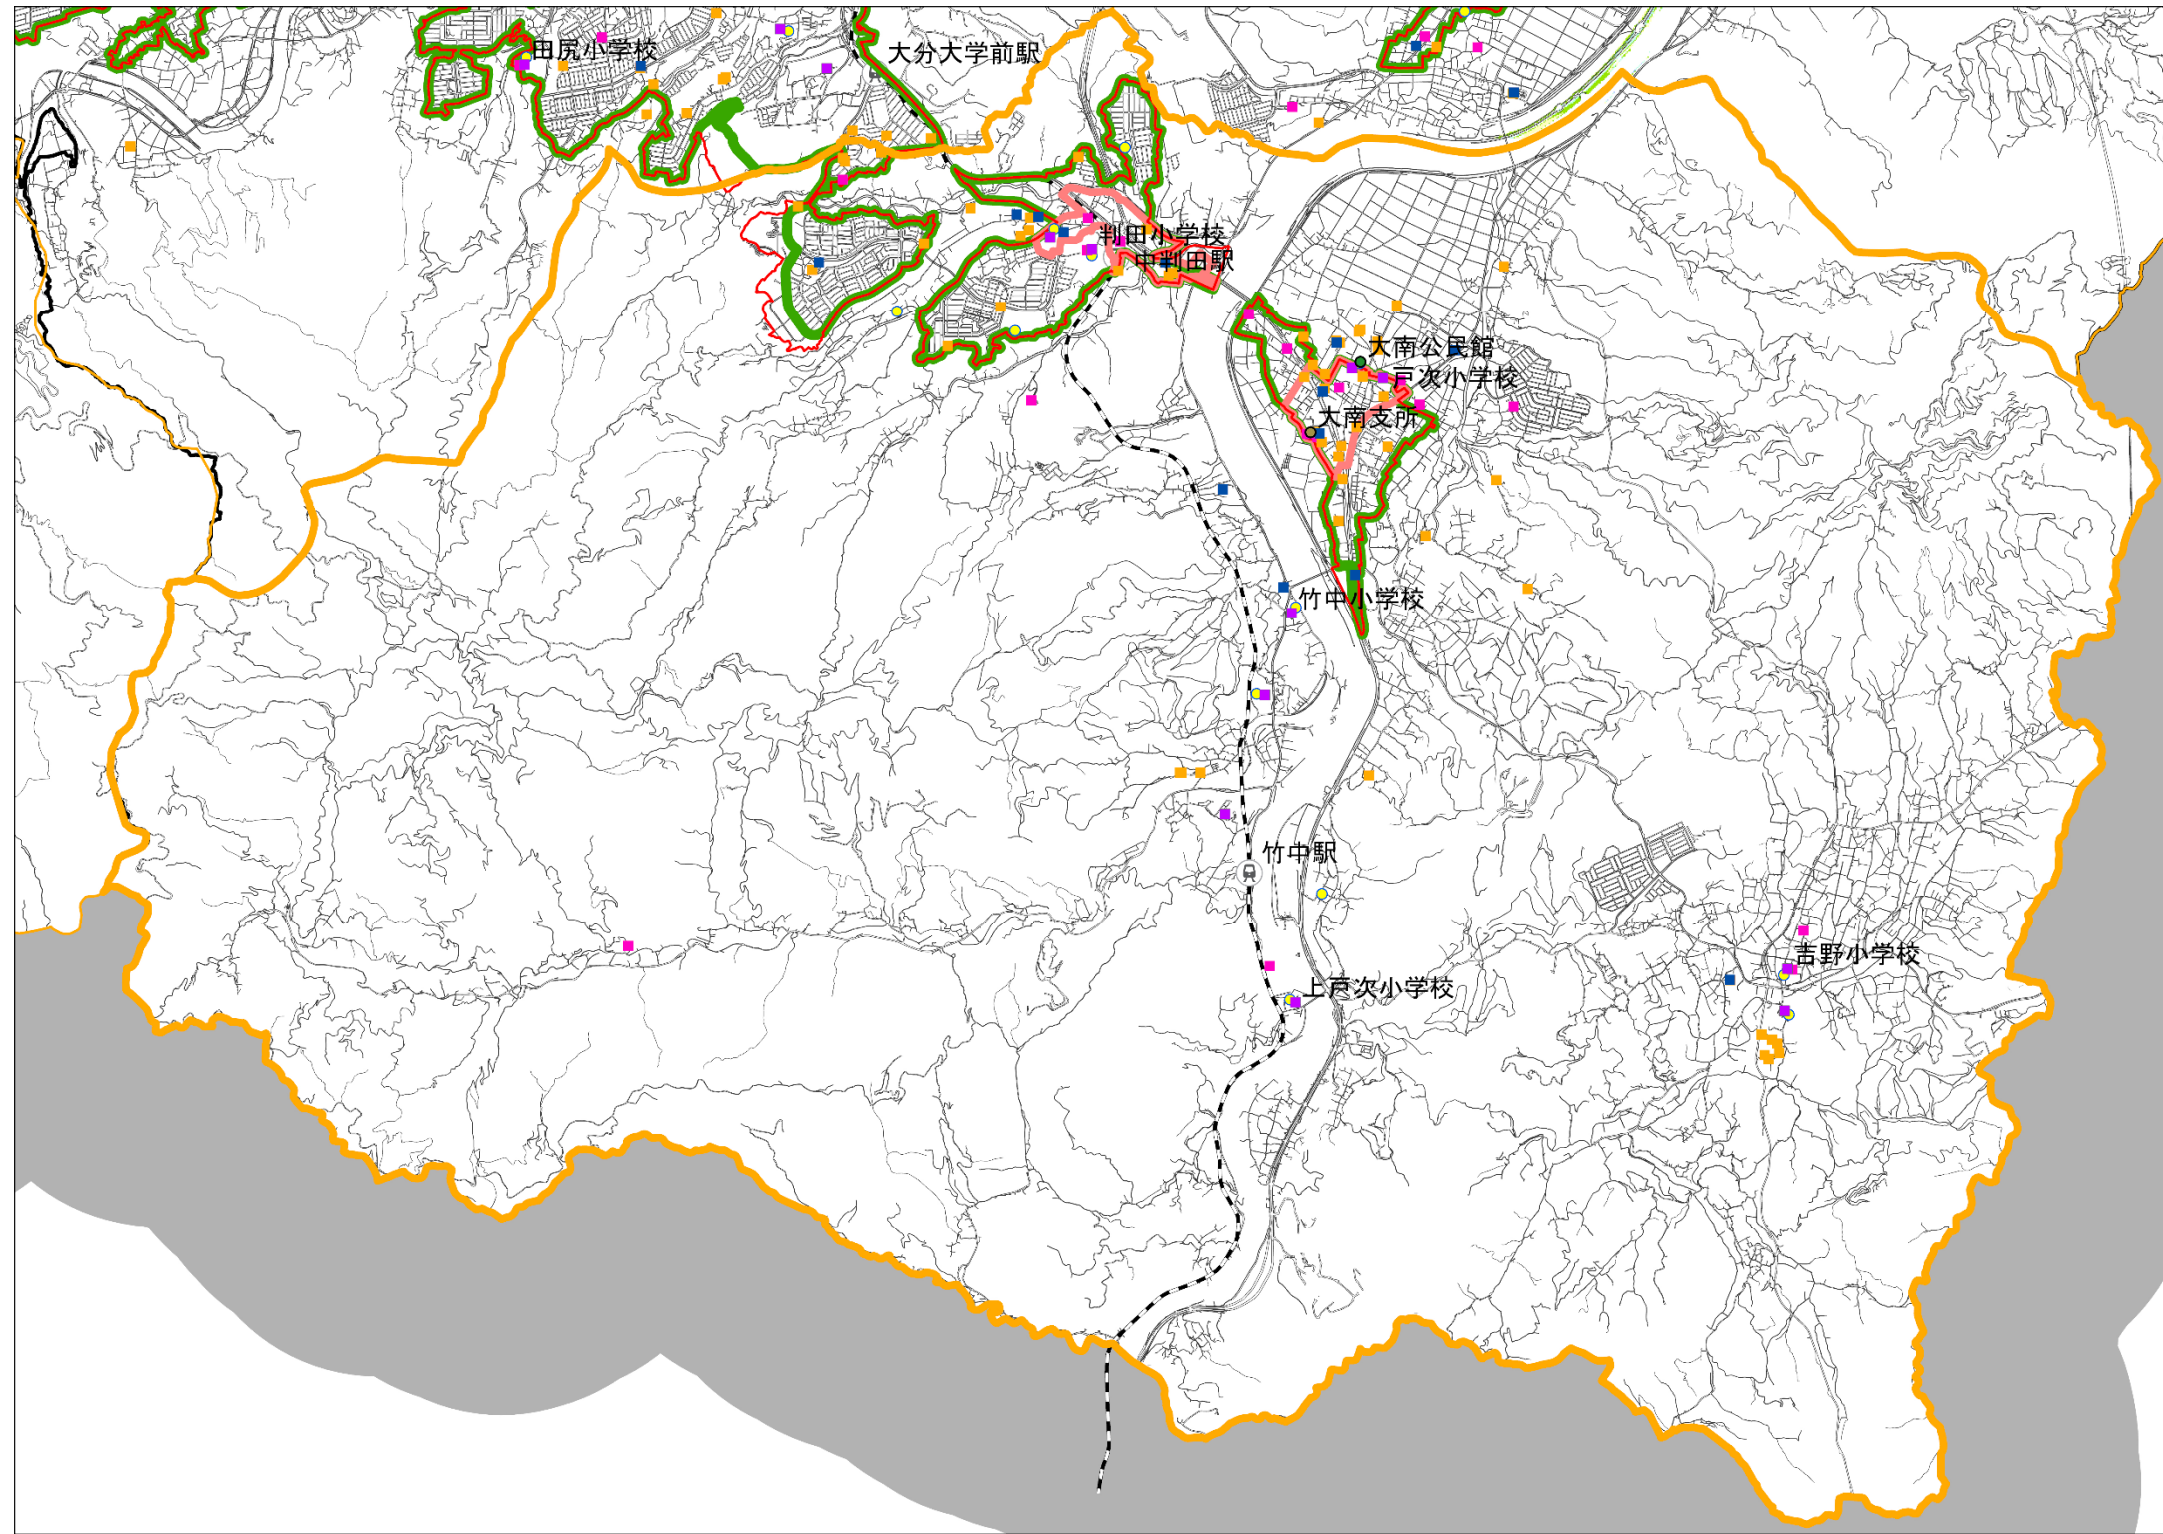 田尻小学校
大分大学前駅
判田小学校
中判田駅
大南公民館
戸次小学校
大南支所
竹中小学校
竹中駅
吉野小学校
上戸次小学校